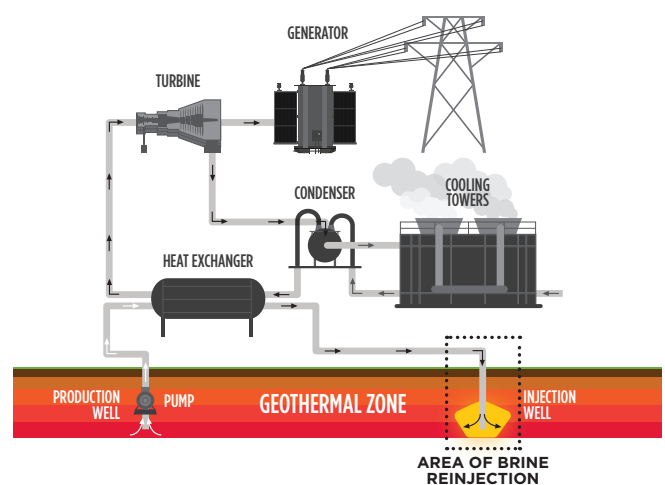 GENERATOR
TURBINE
CONDENSER
COOLING
TOWERS
HEAT EXCHANGER
PRODUCTION
WELL
PUMP
GEOTHERMAL ZONE
INJECTION
WELL
AREA OF BRINE
REINJECTION